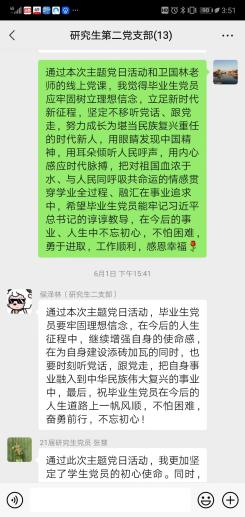 3:51
研究生第二党支部(13)
通过本次主题党日活动和卫国林老
师的线上党课，我觉得毕业生党员
应牢固树立理想信念，立足新时代
新征程，坚定不移听党话、跟党
走，努力成长为堪当民族复兴重任
的时代新人，用眼睛发现中国精
神，用耳朵倾听人民呼声，用内心
感应时代脉搏，把对祖国血浓于
水、与人民同呼吸共命运的情感贯
穿学业全过程、融汇在事业追求
中，希望毕业党员能牢记习近平
总书记的谆谆教导，在今后的事
业、人生中不忘初心，不怕困难，
勇于进取，工作顺利，感恩幸福🌹
6月1日 下午15:41
侯泽林（研究生二支部）
通过本次主题党日活动，毕业生党
员要牢固理想信念，在今后的人生
征程中，继续增强自身的使命感，
在为自身建设添砖加瓦的同时，也
要时刻听党话，跟党走，把自身事
业融入到中华民族伟大复兴的事业
中，最后，祝毕业生党员在今后的
人生道路上一帆风顺，不怕困难，
奋勇前行，不忘初心！
21届研究生党员 张慧
通过此次主题党日活动，我更加坚
定了学生党员的初心使命。同时，